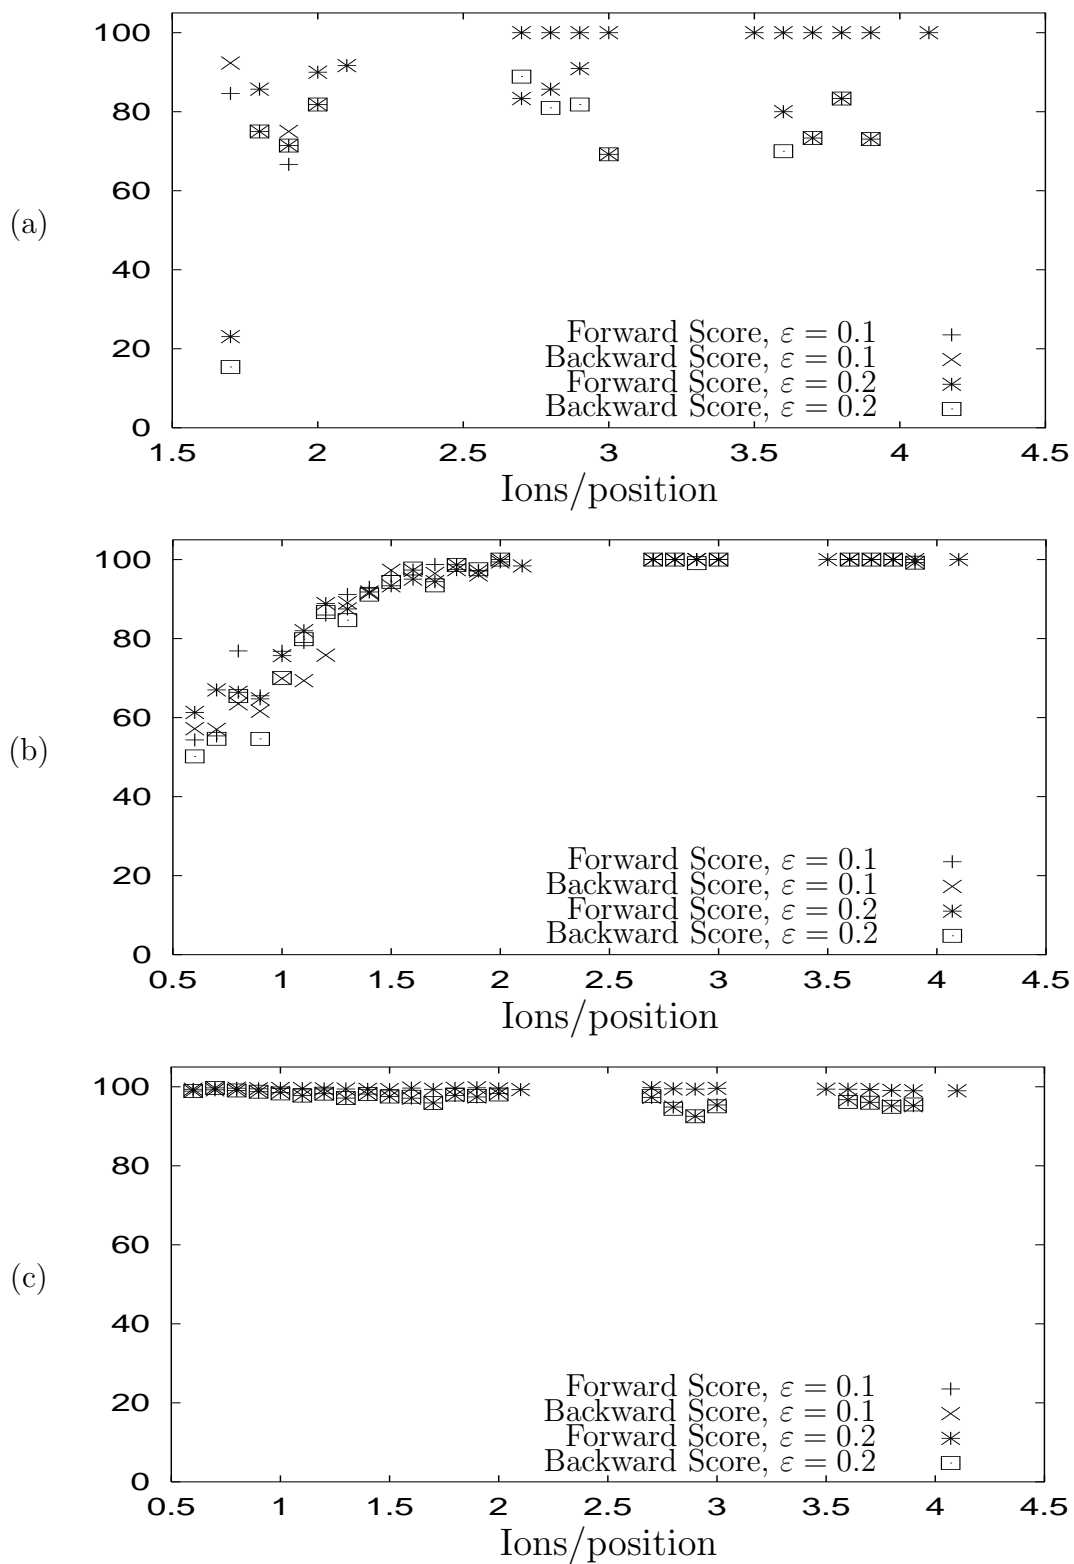 100
80
60
(a)
40
20
0
Forward Score, ε = 0.1
Backward Score, ε = 0.1
Forward Score, ε = 0.2
Backward Score, ε = 0.2
1.5 2 2.5 3 3.5 4 4.5
Ions/position
100
80
60
(b)
40
20
0
Forward Score, ε = 0.1
Backward Score, ε = 0.1
Forward Score, ε = 0.2
Backward Score, ε = 0.2
0.5 1 1.5 2 2.5 3 3.5 4 4.5
Ions/position
100
80
60
(c)
40
20
0
Forward Score, ε = 0.1
Backward Score, ε = 0.1
Forward Score, ε = 0.2
Backward Score, ε = 0.2
0.5 1 1.5 2 2.5 3 3.5 4 4.5
Ions/position